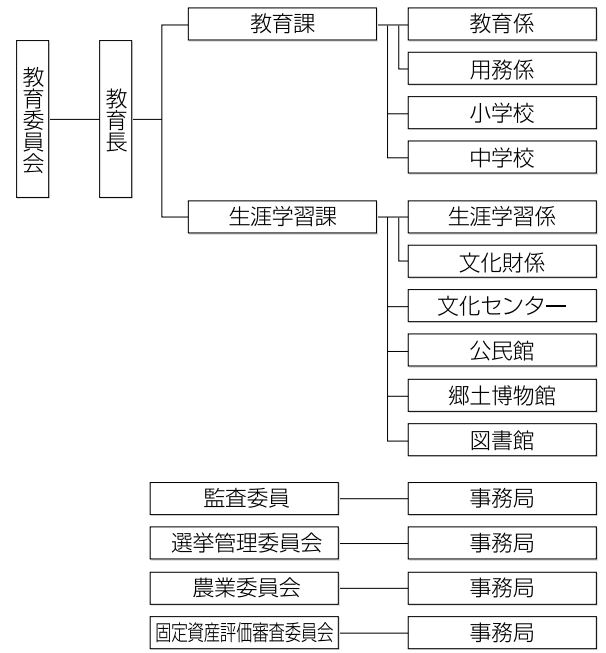 教育委員会
教育長
教育課
教育係
用務係
小学校
中学校
生涯学習課
生涯学習係
文化財係
文化センター
公民館
郷土博物館
図書館
監査委員
事務局
選挙管理委員会
事務局
農業委員会
事務局
固定資産評価審査委員会
事務局